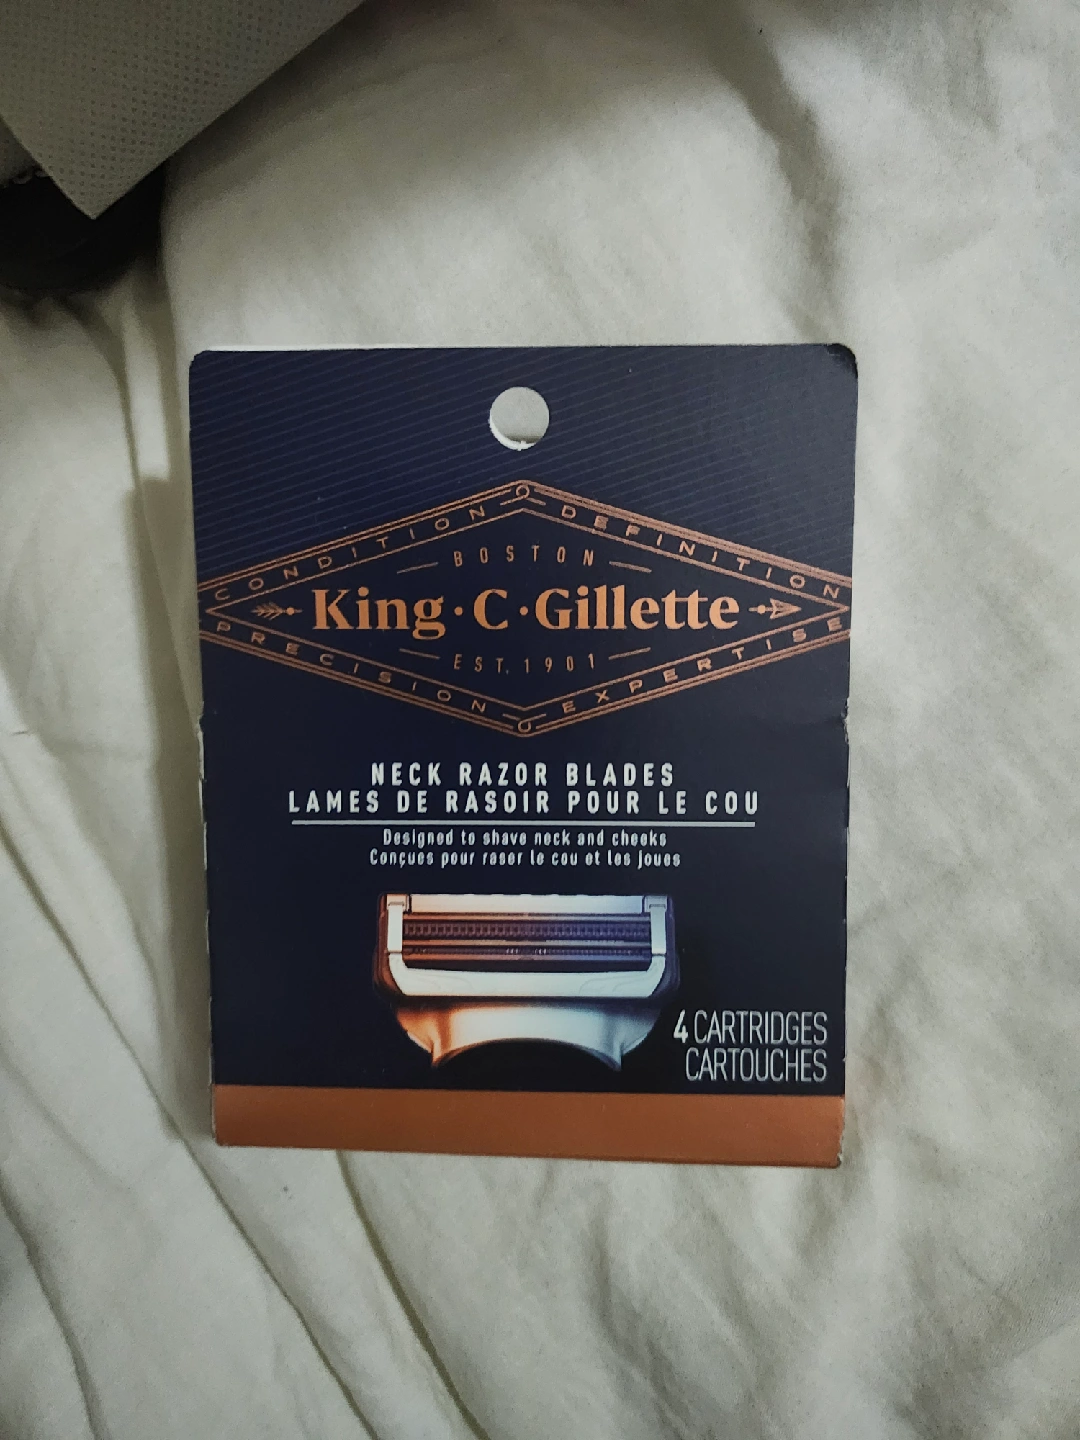 BOSTON
CONDITION
DEFINITION
King·C·Gillette
EST. 1901
PRECISION
EXPERTISE
NECK RAZOR BLADES
LAMES DE RASOIR POUR LE COU
Designed to shave neck and cheeks
Conçues pour raser le cou et les joues
4 CARTRIDGES
CARTOUCHES